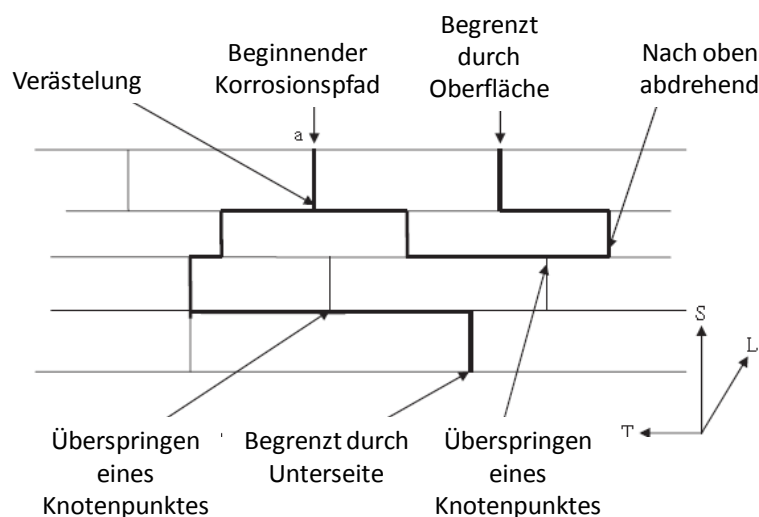 Verästelung
Beginnender
Korrosionspfad
Begrenzt
durch
Oberfläche
Nach oben
abdrehend
a
S
L
T
Überspringen
eines
Knotenpunktes
Begrenzt durch
Unterseite
Überspringen
eines
Knotenpunktes